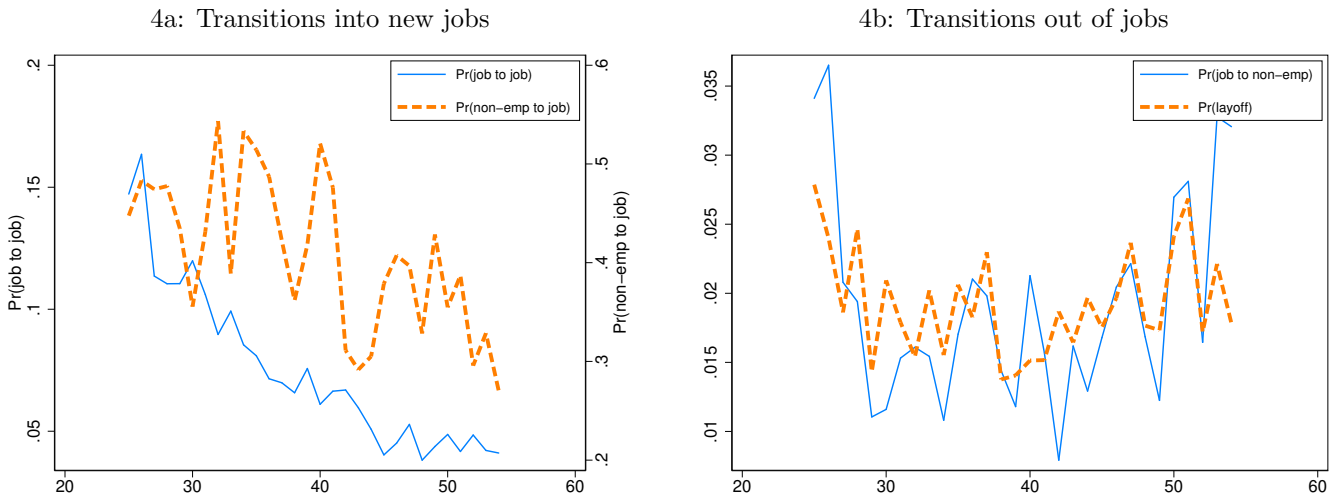 4a: Transitions into new jobs
Pr(job to job)
Pr(non−emp to job)
Pr(job to job)
.2
.15
.1
.05
.6
.5
.4
.3
.2
Pr(non−emp to job)
20 30 40 50 60
4b: Transitions out of jobs
Pr(job to non−emp)
Pr(layoff)
.035
.03
.025
.02
.015
.01
20 30 40 50 60